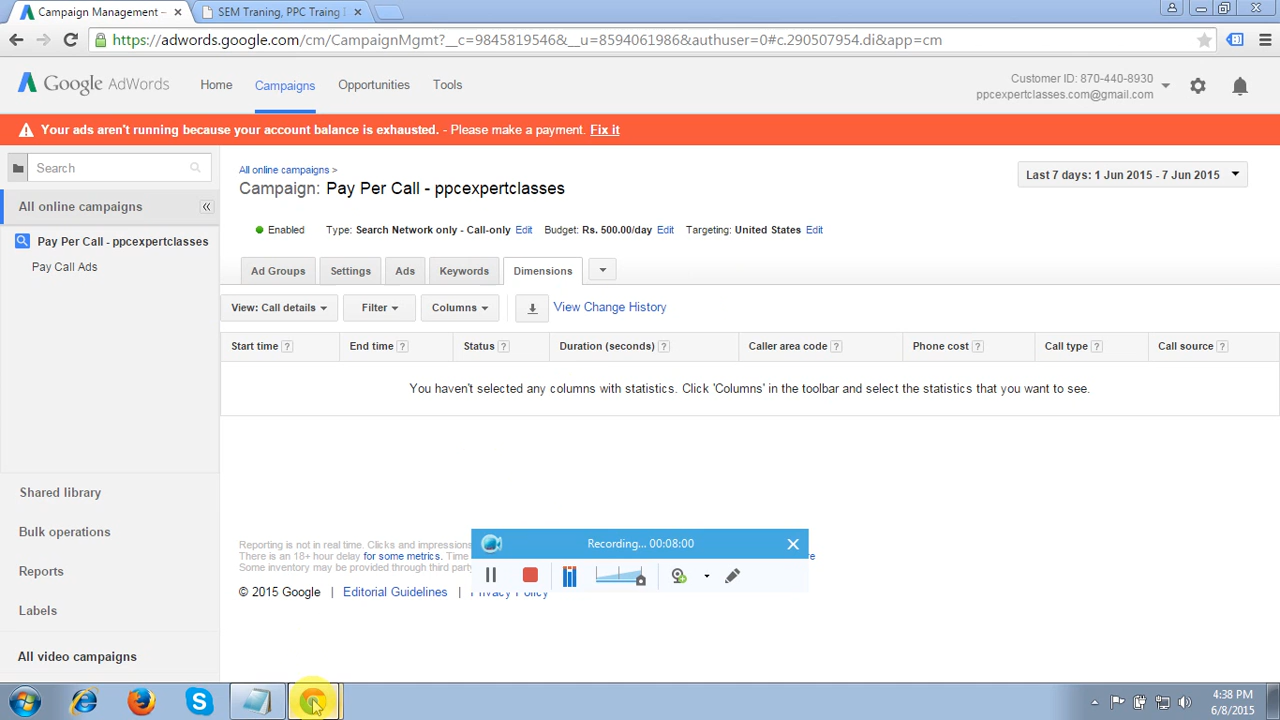 Campaign Management –
SEM Traning, PPC Traing
https://adwords.google.com/cm/CampaignMgmt?__c=9845819546&__u=8594061986&authuser=0#c.290507954.di&app=cm
Google AdWords
Home
Campaigns
Opportunities
Tools
Customer ID: 870-440-8930
ppcexpertclasses.com@gmail.com
Your ads aren't running because your account balance is exhausted. - Please make a payment. Fix it
Search
All online campaigns
Pay Per Call - ppcexpertclasses
Pay Call Ads
All online campaigns >
Campaign: Pay Per Call - ppcexpertclasses
Last 7 days: 1 Jun 2015 - 7 Jun 2015
Enabled Type: Search Network only - Call-only Edit Budget: Rs. 500.00/day Edit Targeting: United States Edit
Ad Groups Settings Ads Keywords Dimensions
View: Call details Filter Columns View Change History
Start time ? End time ? Status ? Duration (seconds) ? Caller area code ? Phone cost ? Call type ? Call source ?
You haven't selected any columns with statistics. Click 'Columns' in the toolbar and select the statistics that you want to see.
Shared library
Bulk operations
Reports
Labels
All video campaigns
Reporting is not in real time. Clicks and impressions
There is an 18+ hour delay for some metrics. Time
Some inventory may be provided through third party
© 2015 Google | Editorial Guidelines | Privacy Policy
Recording... 00:08:00
4:38 PM
6/8/2015